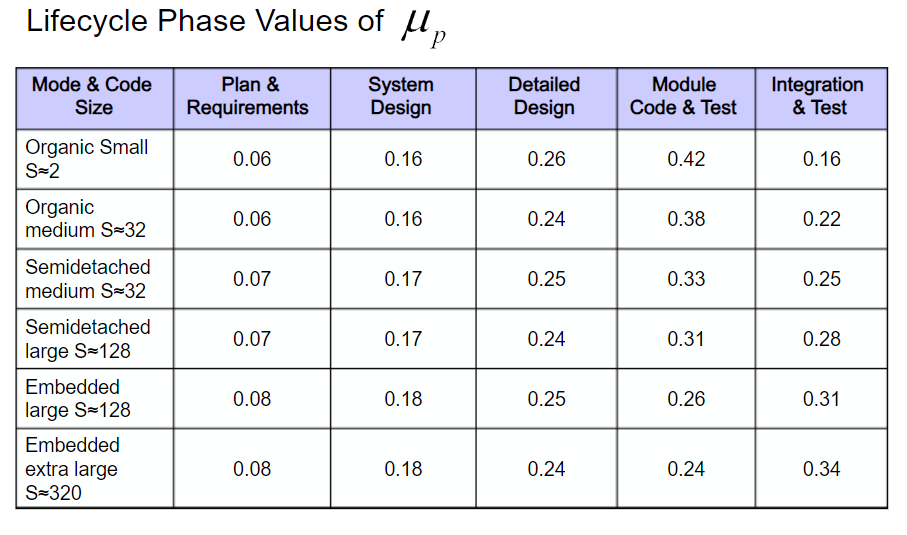 Lifecycle Phase Values of μp
Mode & Code Size | Plan & Requirements | System Design | Detailed Design | Module Code & Test | Integration & Test
Organic Small S≈2 | 0.06 | 0.16 | 0.26 | 0.42 | 0.16
Organic medium S≈32 | 0.06 | 0.16 | 0.24 | 0.38 | 0.22
Semidetached medium S≈32 | 0.07 | 0.17 | 0.25 | 0.33 | 0.25
Semidetached large S≈128 | 0.07 | 0.17 | 0.24 | 0.31 | 0.28
Embedded large S≈128 | 0.08 | 0.18 | 0.25 | 0.26 | 0.31
Embedded extra large S≈320 | 0.08 | 0.18 | 0.24 | 0.24 | 0.34